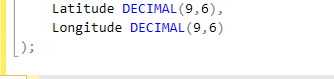 Latitude DECIMAL(9,6),
Longitude DECIMAL(9,6)
);